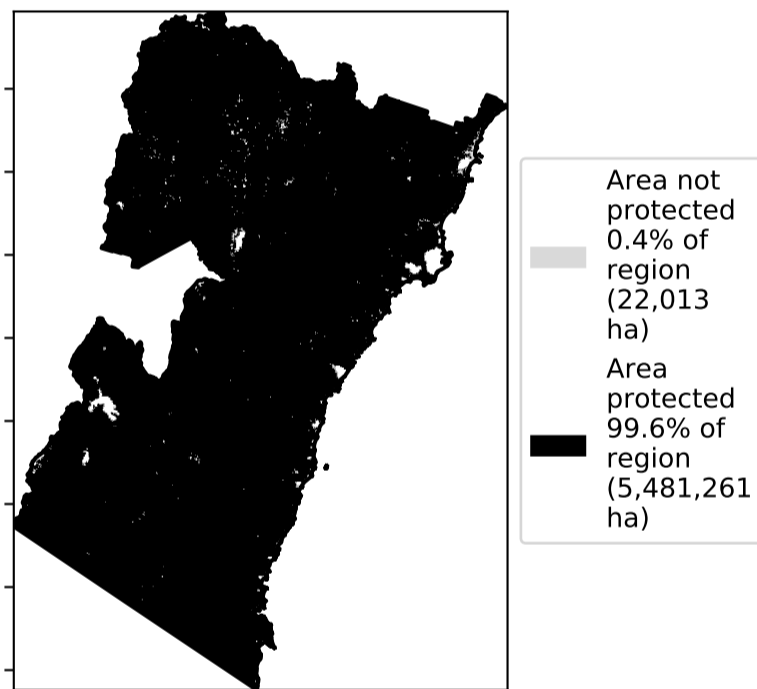 Area not
protected
0.4% of
region
(22,013
ha)
Area
protected
99.6% of
region
(5,481,261
ha)